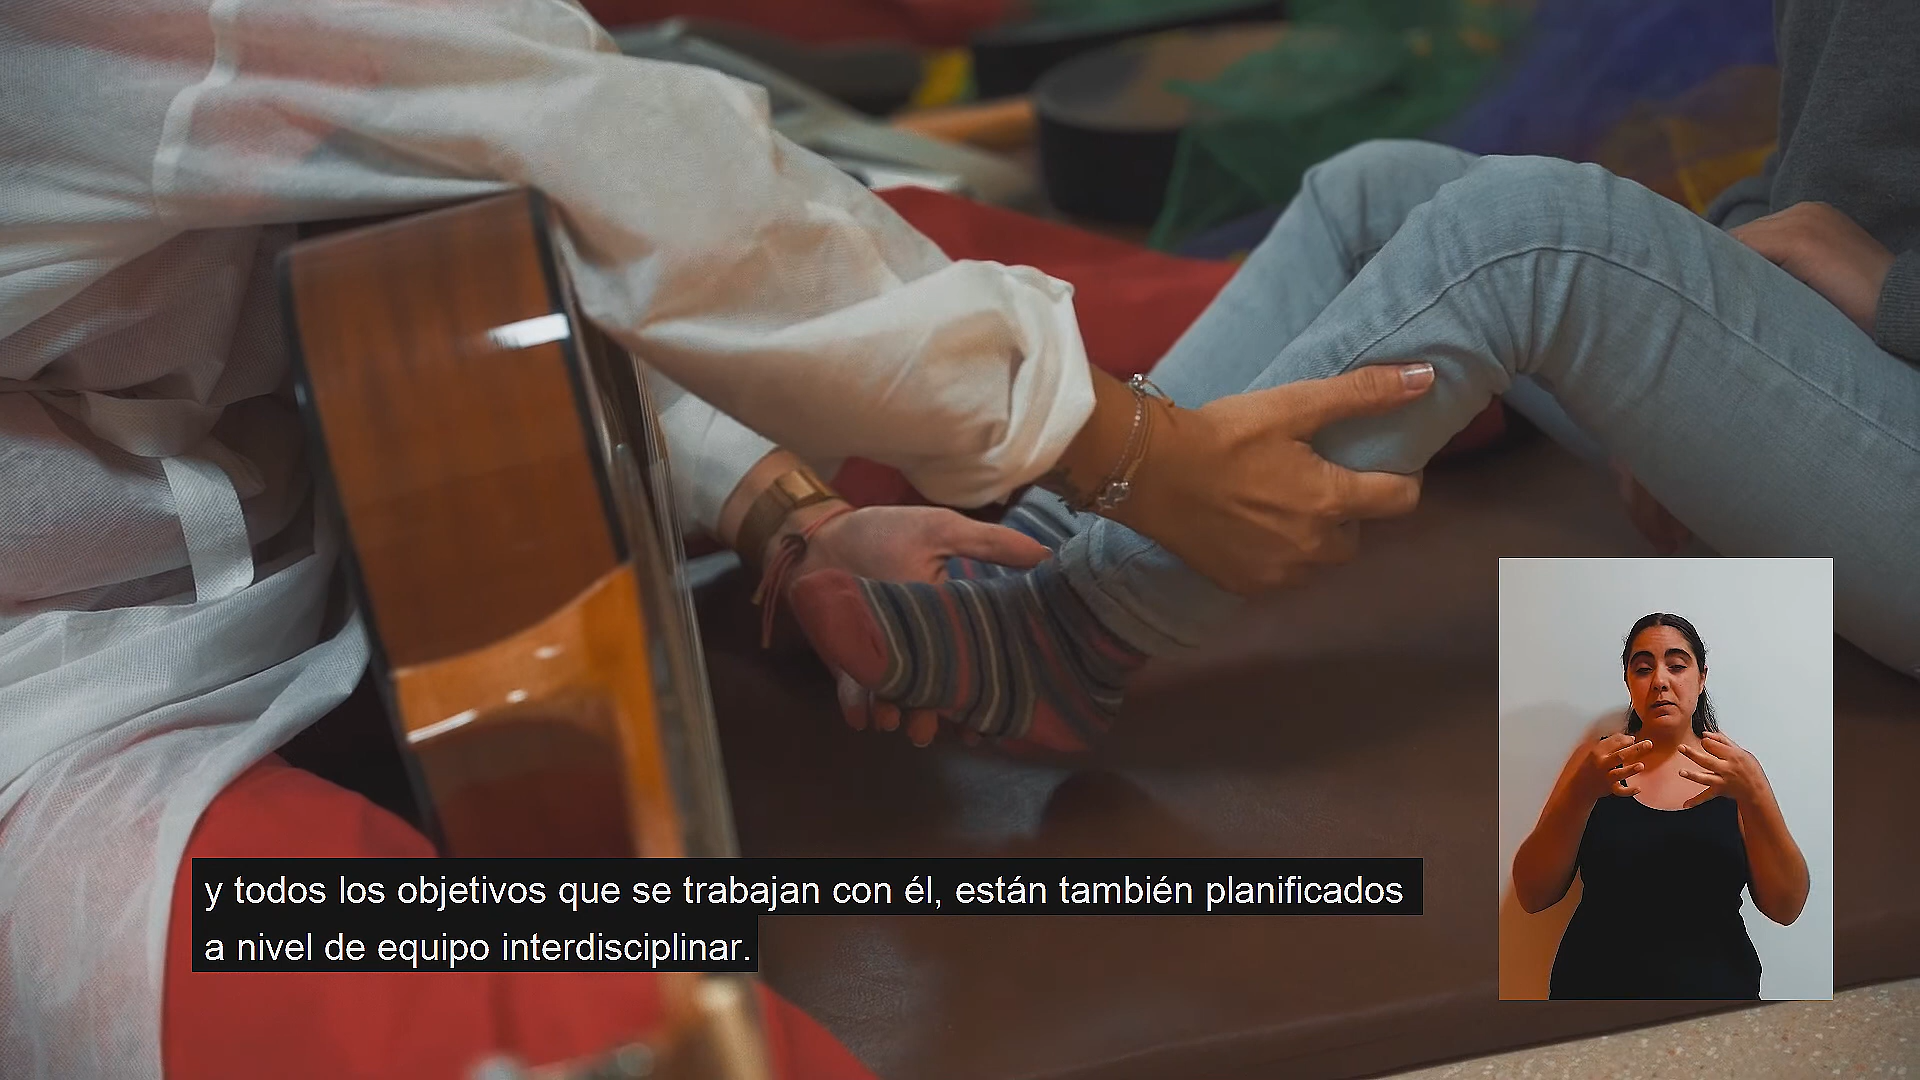 y todos los objetivos que se trabajan con él, están también planificados
a nivel de equipo interdisciplinar.